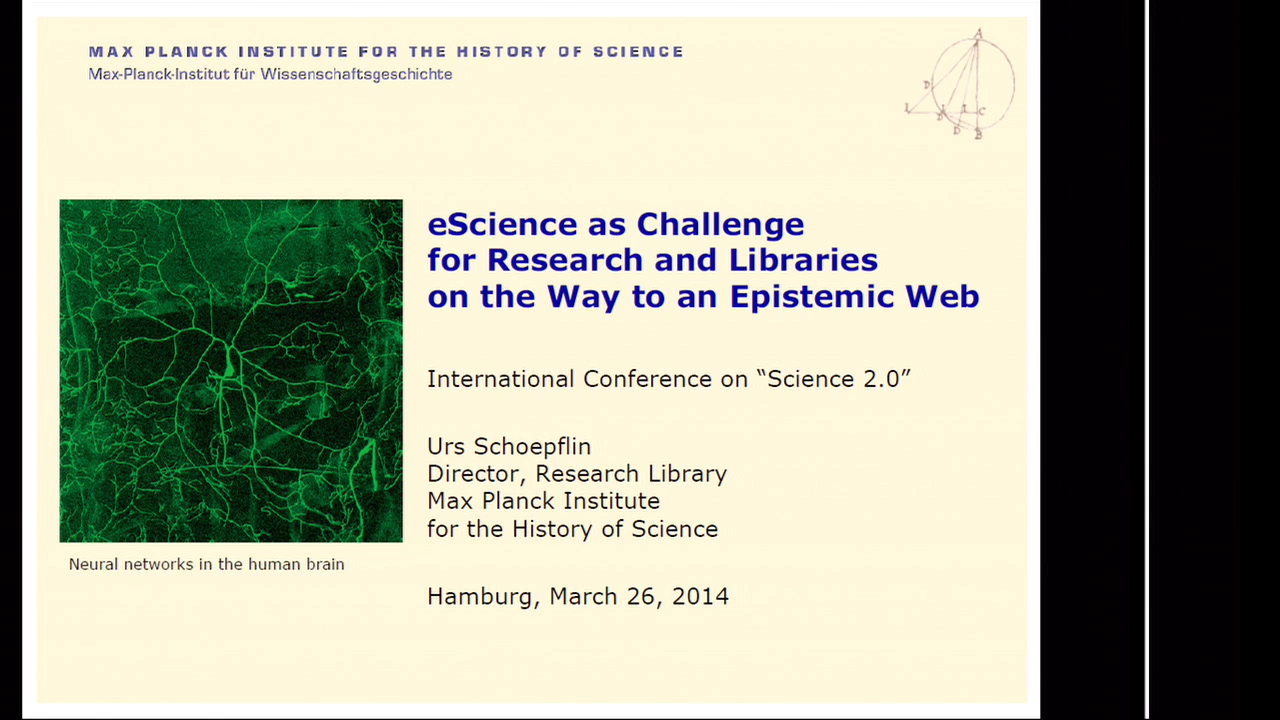 MAX PLANCK INSTITUTE FOR THE HISTORY OF SCIENCE
Max-Planck-Institut für Wissenschaftsgeschichte
A
D
C
D
B
eScience as Challenge
for Research and Libraries
on the Way to an Epistemic Web
International Conference on “Science 2.0”
Urs Schoepflin
Director, Research Library
Max Planck Institute
for the History of Science
Neural networks in the human brain
Hamburg, March 26, 2014